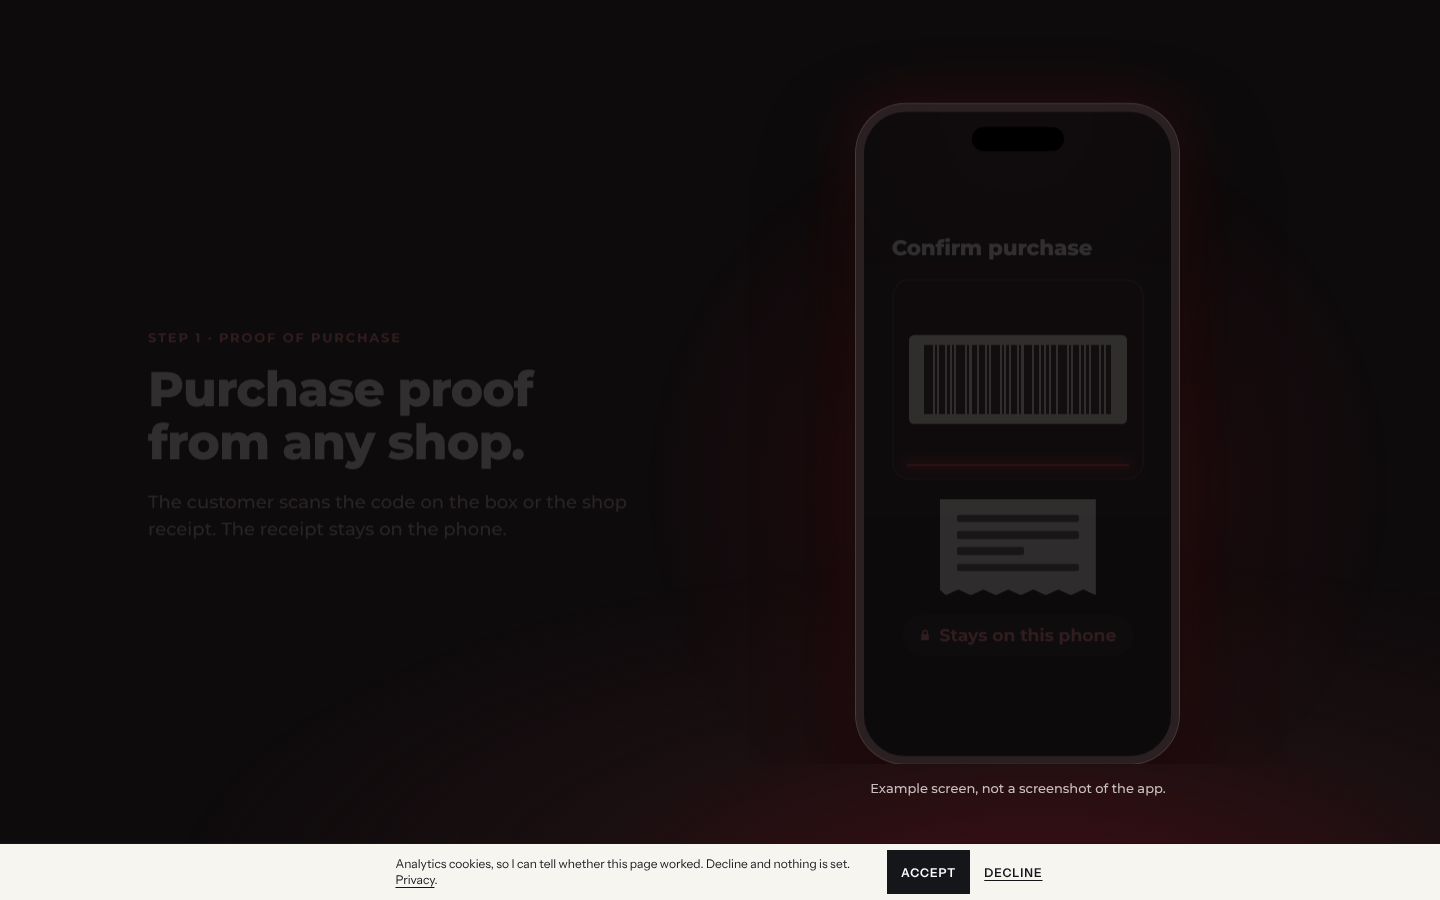 STEP 1 · PROOF OF PURCHASE
Purchase proof
from any shop.
The customer scans the code on the box or the shop
receipt. The receipt stays on the phone.
Confirm purchase
Stays on this phone
Example screen, not a screenshot of the app.
Analytics cookies, so I can tell whether this page worked. Decline and nothing is set.
Privacy.
ACCEPT
DECLINE